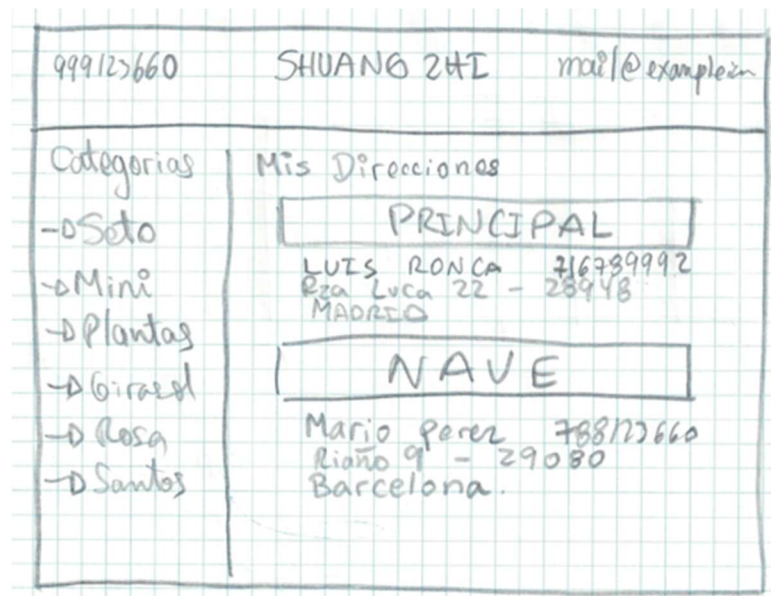 999123660 SHUANG ZHI mail@example.in
Categorias
-Seto
-Mini
-Plantas
-Girasol
-Rosa
-Santos
Mis Direcciones
PRINCIPAL
LUIS RONCA 716789992
Pza Luca 22 - 28948
MADRID
NAVE
Mario perez 788123660
Riaño 9 - 29080
Barcelona.